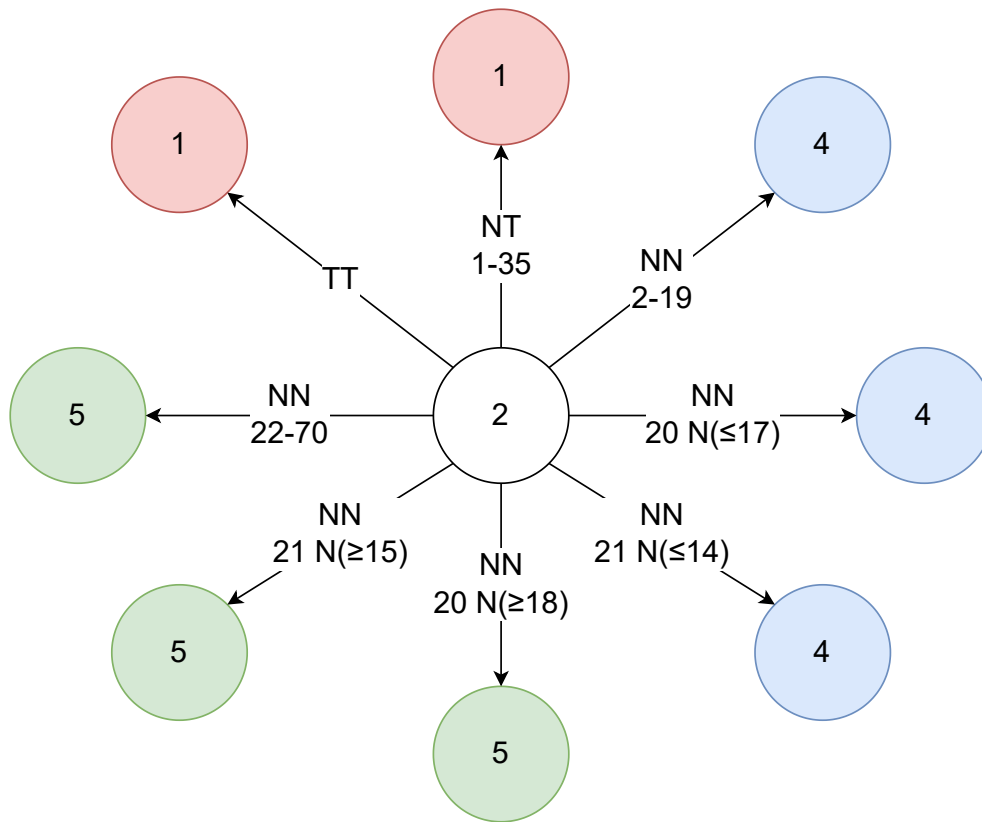 1
1
4
NT
1-35
NN
2-19
TT
NN
22-70
5
2
NN
20 N(≤17)
4
NN
21 N(≥15)
NN
20 N(≥18)
NN
21 N(≤14)
5
4
5